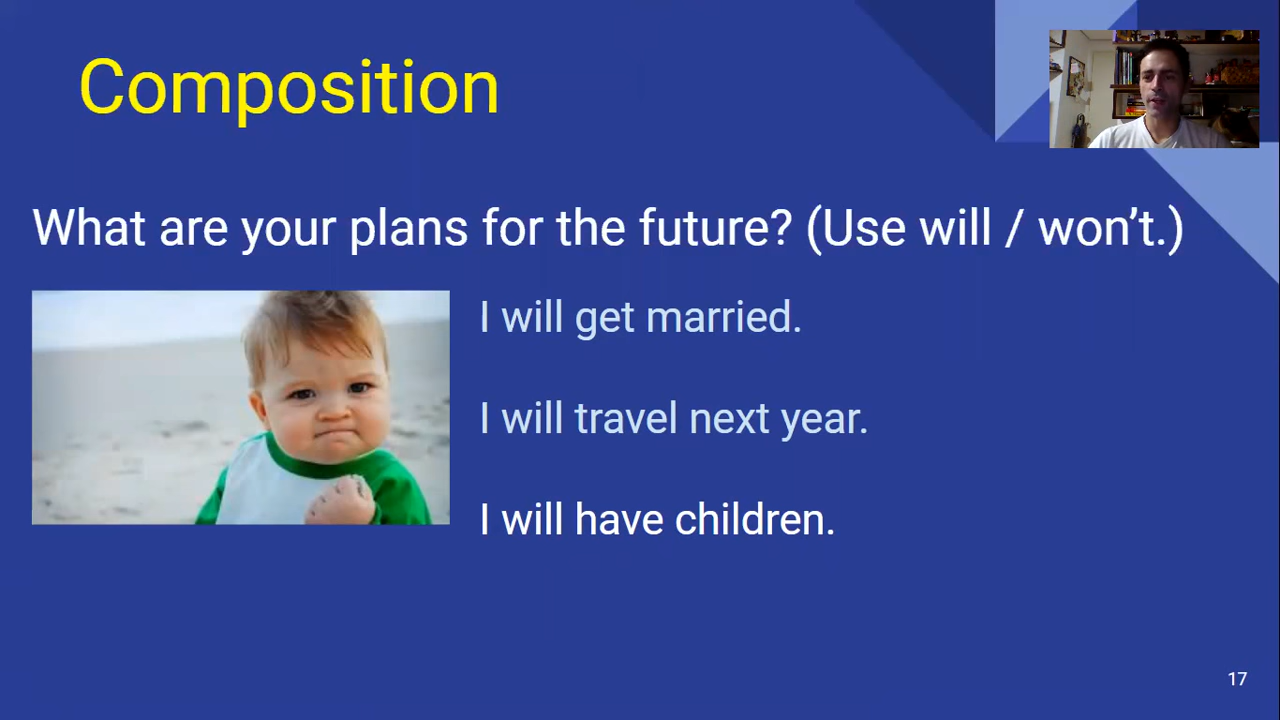 Composition
What are your plans for the future? (Use will / won’t.)
I will get married.
I will travel next year.
I will have children.
17